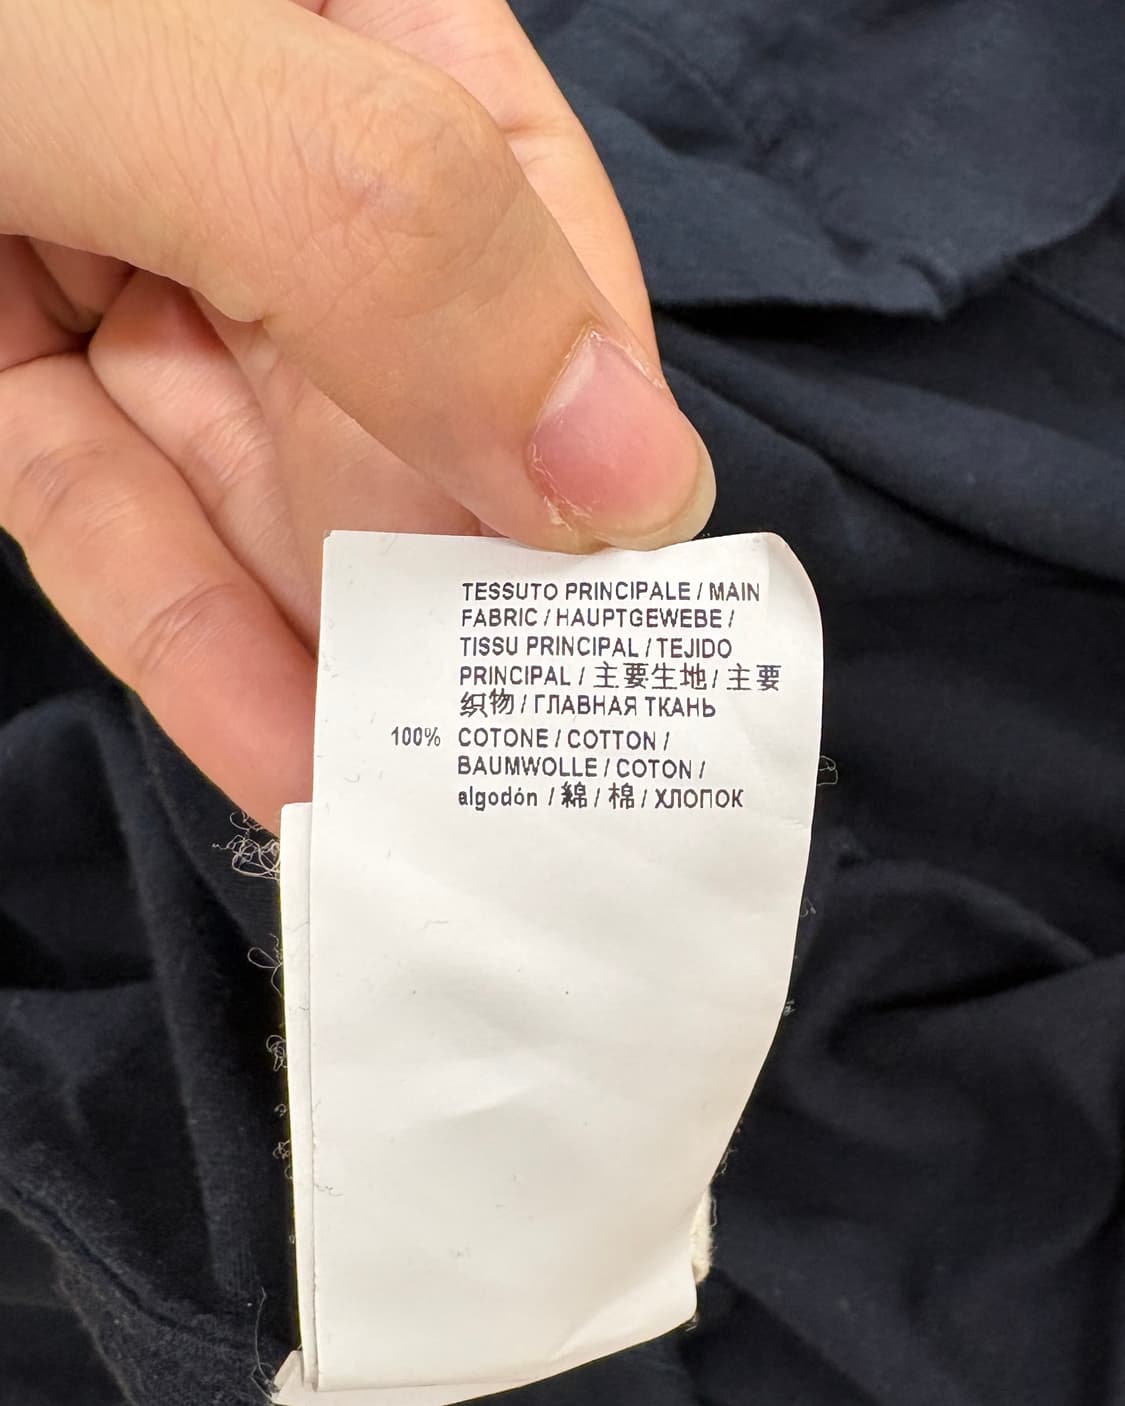 TESSUTO PRINCIPALE / MAIN
FABRIC / HAUPTGEWEBE /
TISSU PRINCIPAL / TEJIDO
PRINCIPAL / 主要生地 / 主要
织物 / ГЛАВНАЯ ТКАНЬ
100% COTONE / COTTON /
BAUMWOLLE / COTON /
algodón / 綿 / 棉 / ХЛОПОК